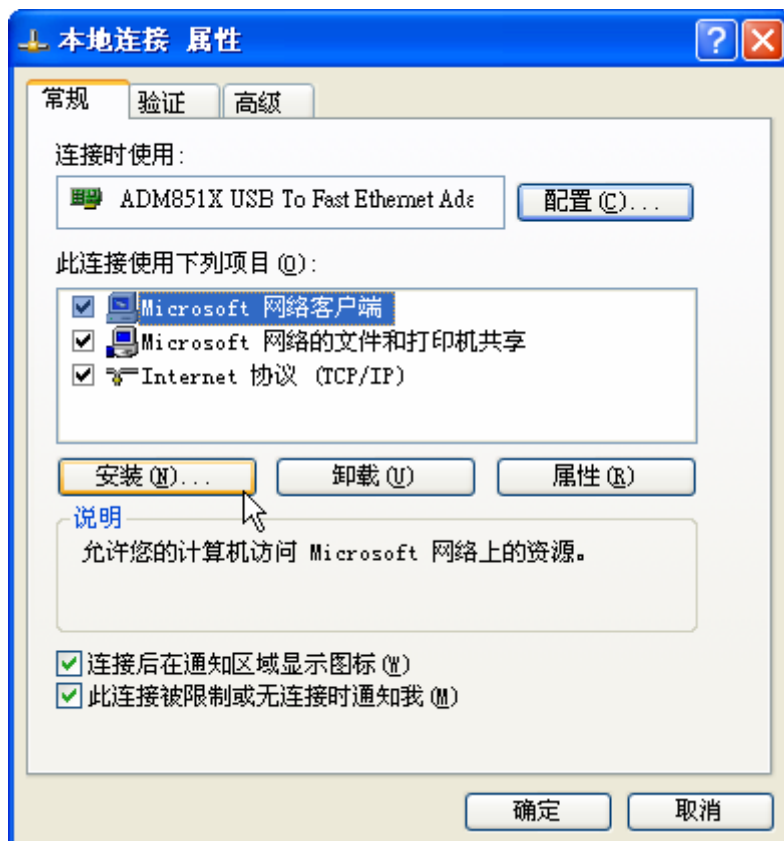 本地连接 属性
常规 验证 高级
连接时使用:
ADM851X USB To Fast Ethernet Ada 配置(C)...
此连接使用下列项目(O):
Microsoft 网络客户端
Microsoft 网络的文件和打印机共享
Internet 协议 (TCP/IP)
安装(N)... 卸载(U) 属性(R)
说明
允许您的计算机访问 Microsoft 网络上的资源。
连接后在通知区域显示图标(W)
此连接被限制或无连接时通知我(M)
确定 取消